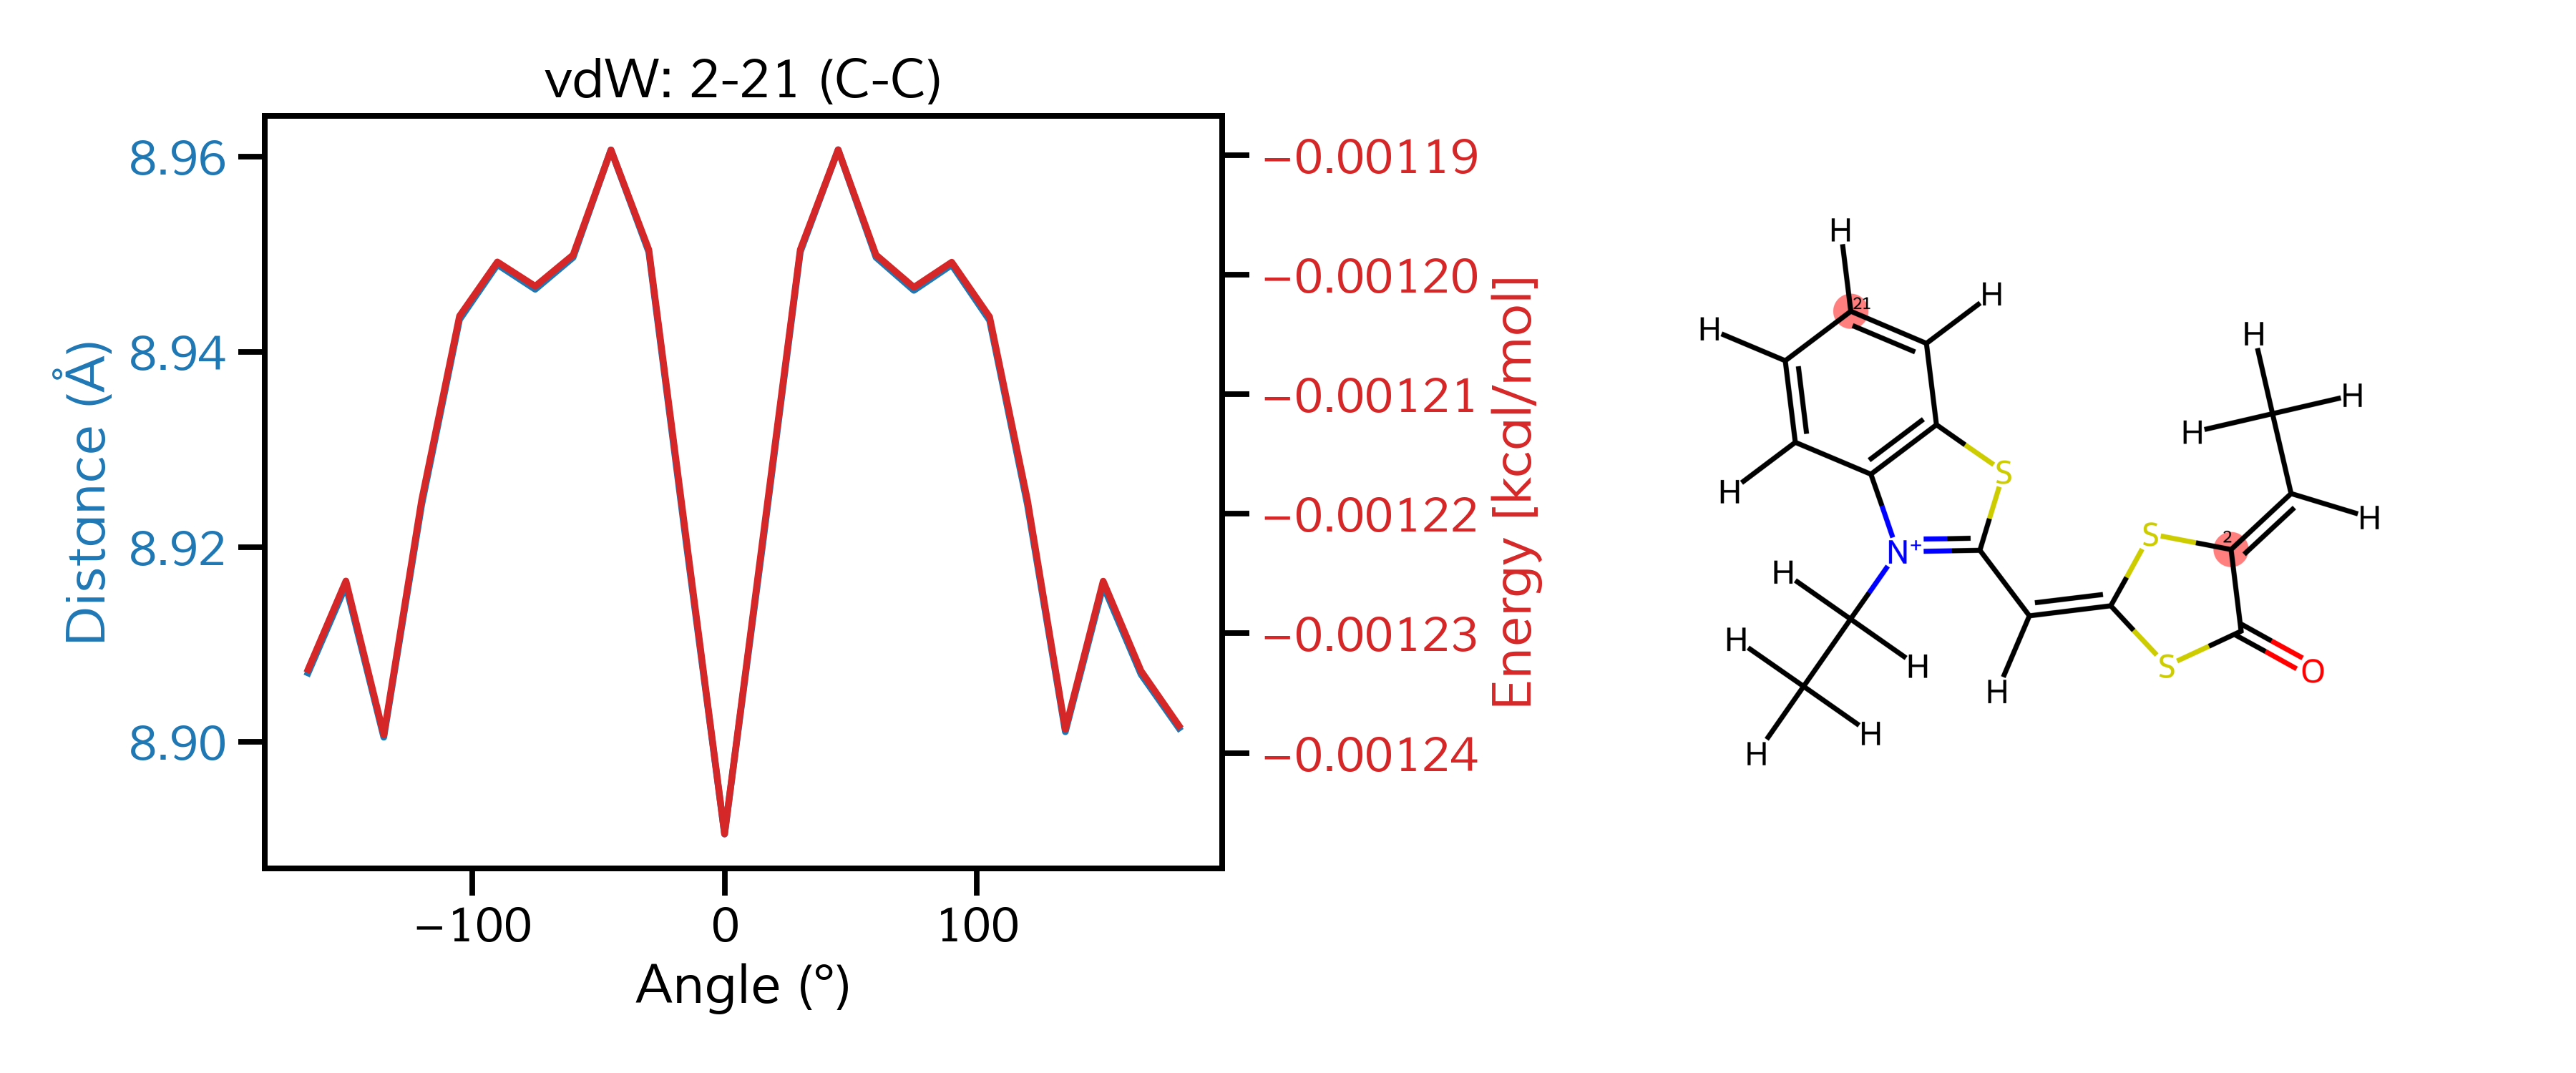 vdW: 2-21 (C-C)
8.96
8.94
8.92
8.90
Distance (Å)
−0.00119
−0.00120
−0.00121
−0.00122
−0.00123
−0.00124
Energy [kcal/mol]
−100
0
100
Angle (°)
H
21
H
H
H
H
H
H
S
H
S
2
N⁺
H
H
H
S
O
H
H
H
H